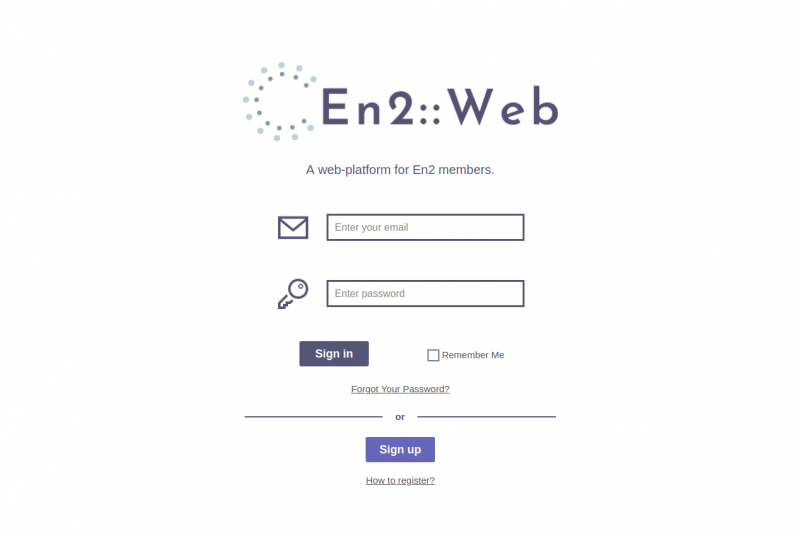 En2::Web
A web-platform for En2 members.
Enter your email
Enter password
Sign in
Remember Me
Forgot Your Password?
or
Sign up
How to register?